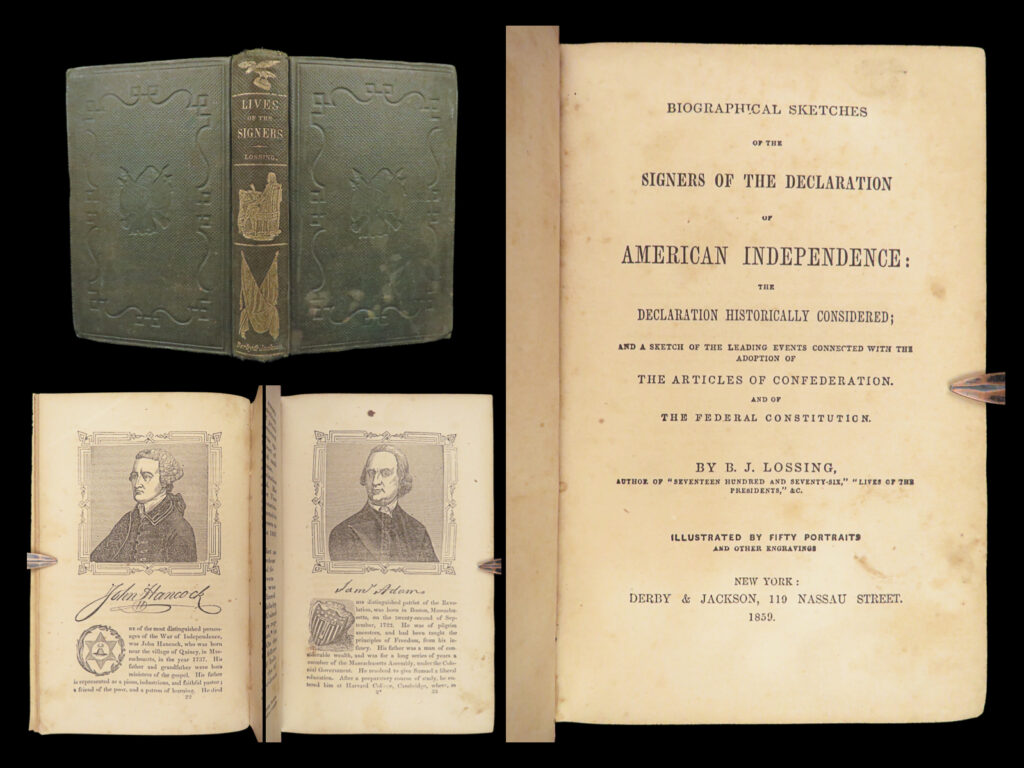 LIVES
OF THE
SIGNERS
LOSSING.
Derby & Jackson
BIOGRAPHICAL SKETCHES
OF THE
SIGNERS OF THE DECLARATION
OF
AMERICAN INDEPENDENCE:
THE
DECLARATION HISTORICALLY CONSIDERED;
AND A SKETCH OF THE LEADING EVENTS CONNECTED WITH THE
ADOPTION OF
THE ARTICLES OF CONFEDERATION.
AND OF
THE FEDERAL CONSTITUTION.
BY B. J. LOSSING,
AUTHOR OF "SEVENTEEN HUNDRED AND SEVENTY-SIX," "LIVES OF THE
PRESIDENTS," &C.
ILLUSTRATED BY FIFTY PORTRAITS
AND OTHER ENGRAVINGS
NEW YORK:
DERBY & JACKSON, 119 NASSAU STREET.
1859.
John Hancock
NE of the most distinguished person-
ages of the War of Independence,
was John Hancock, who was born
near the village of Quincy, in Mas-
sachusetts, in the year 1737. His
father and grandfather were both
ministers of the gospel. His father
is represented as a pious, industrious, and faithful pastor;
a friend of the poor, and a patron of learning. He died
22
Saml Adams
distinguished patriot of the Revo-
lution, was born in Boston, Massachu-
setts, on the twenty-second of Sep-
tember, 1722. He was of pilgrim
ancestors, and had been taught the
principles of Freedom, from his in-
fancy. His father was a man of con-
siderable wealth, and was for a long series of years a
member of the Massachusetts Assembly, under the Colo-
nial Government. He resolved to give Samuel a liberal
education. After a preparatory course of study, he en-
tered him at Harvard College, Cambridge, where, in
2* 33